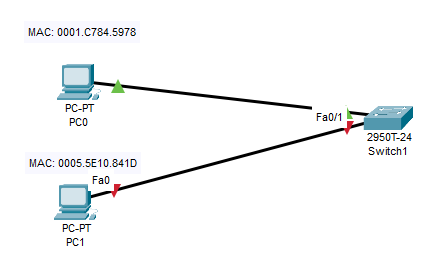 MAC: 0001.C784.5978
PC-PT
PC0
Fa0/1
2950T-24
Switch1
MAC: 0005.5E10.841D
Fa0
PC-PT
PC1